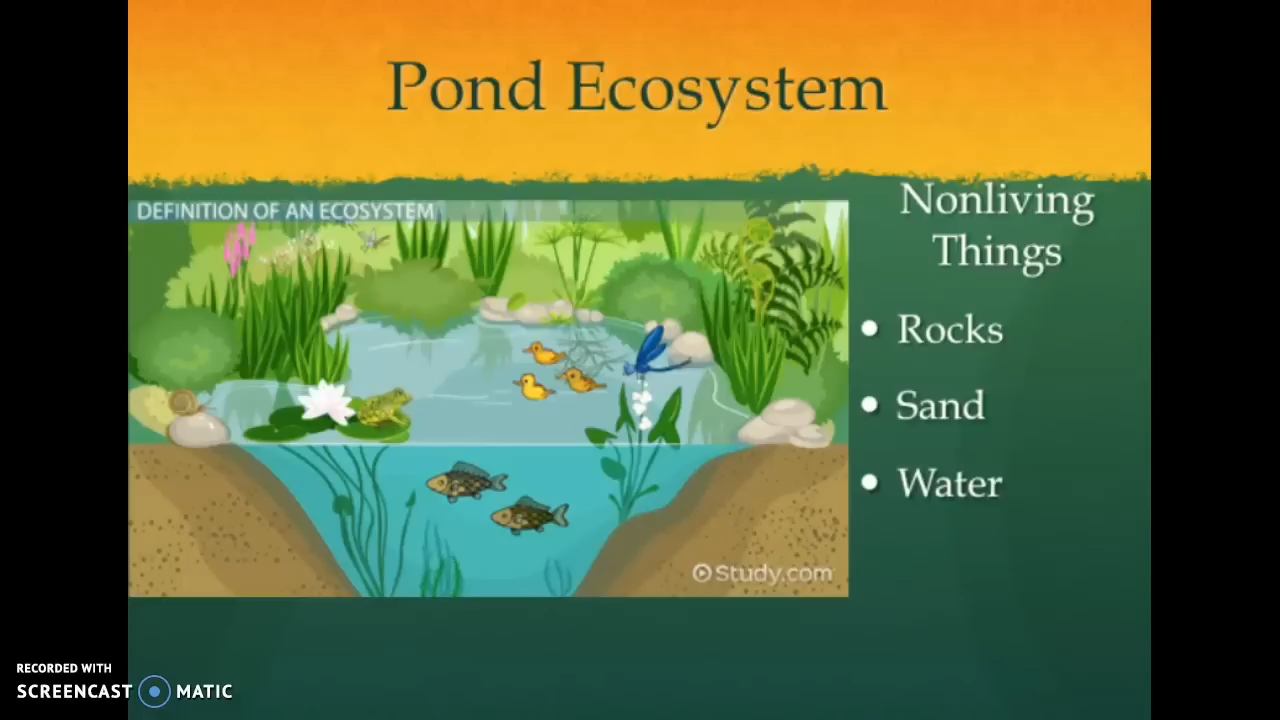 Pond Ecosystem
DEFINITION OF AN ECOSYSTEM
Study.com
Nonliving
Things
• Rocks
• Sand
• Water
RECORDED WITH
SCREENCAST MATIC